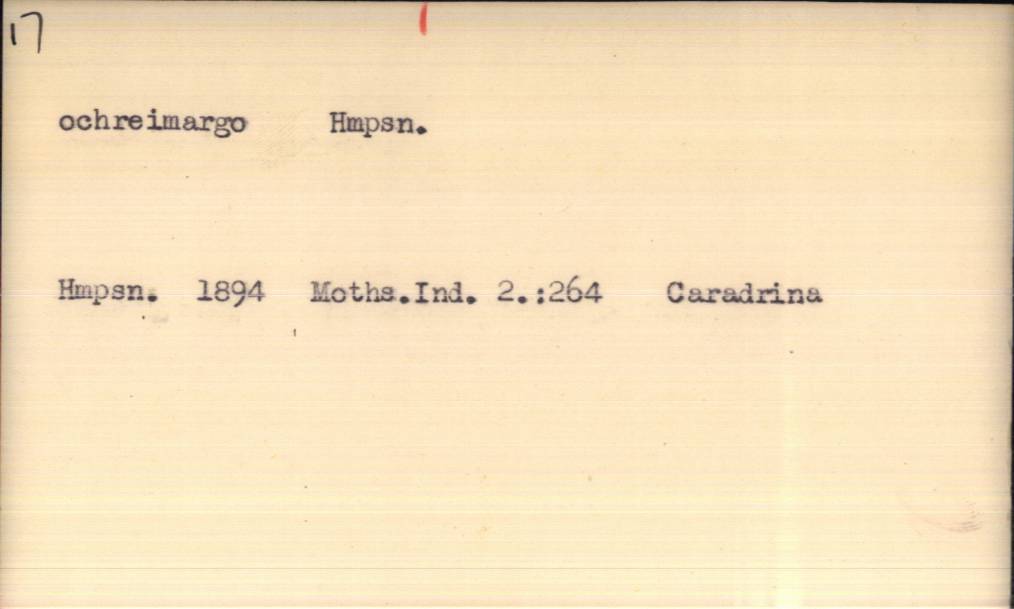 17
ochreimargo Hmpsn.
Hmpsn. 1894 Moths.Ind. 2.:264 Caradrina